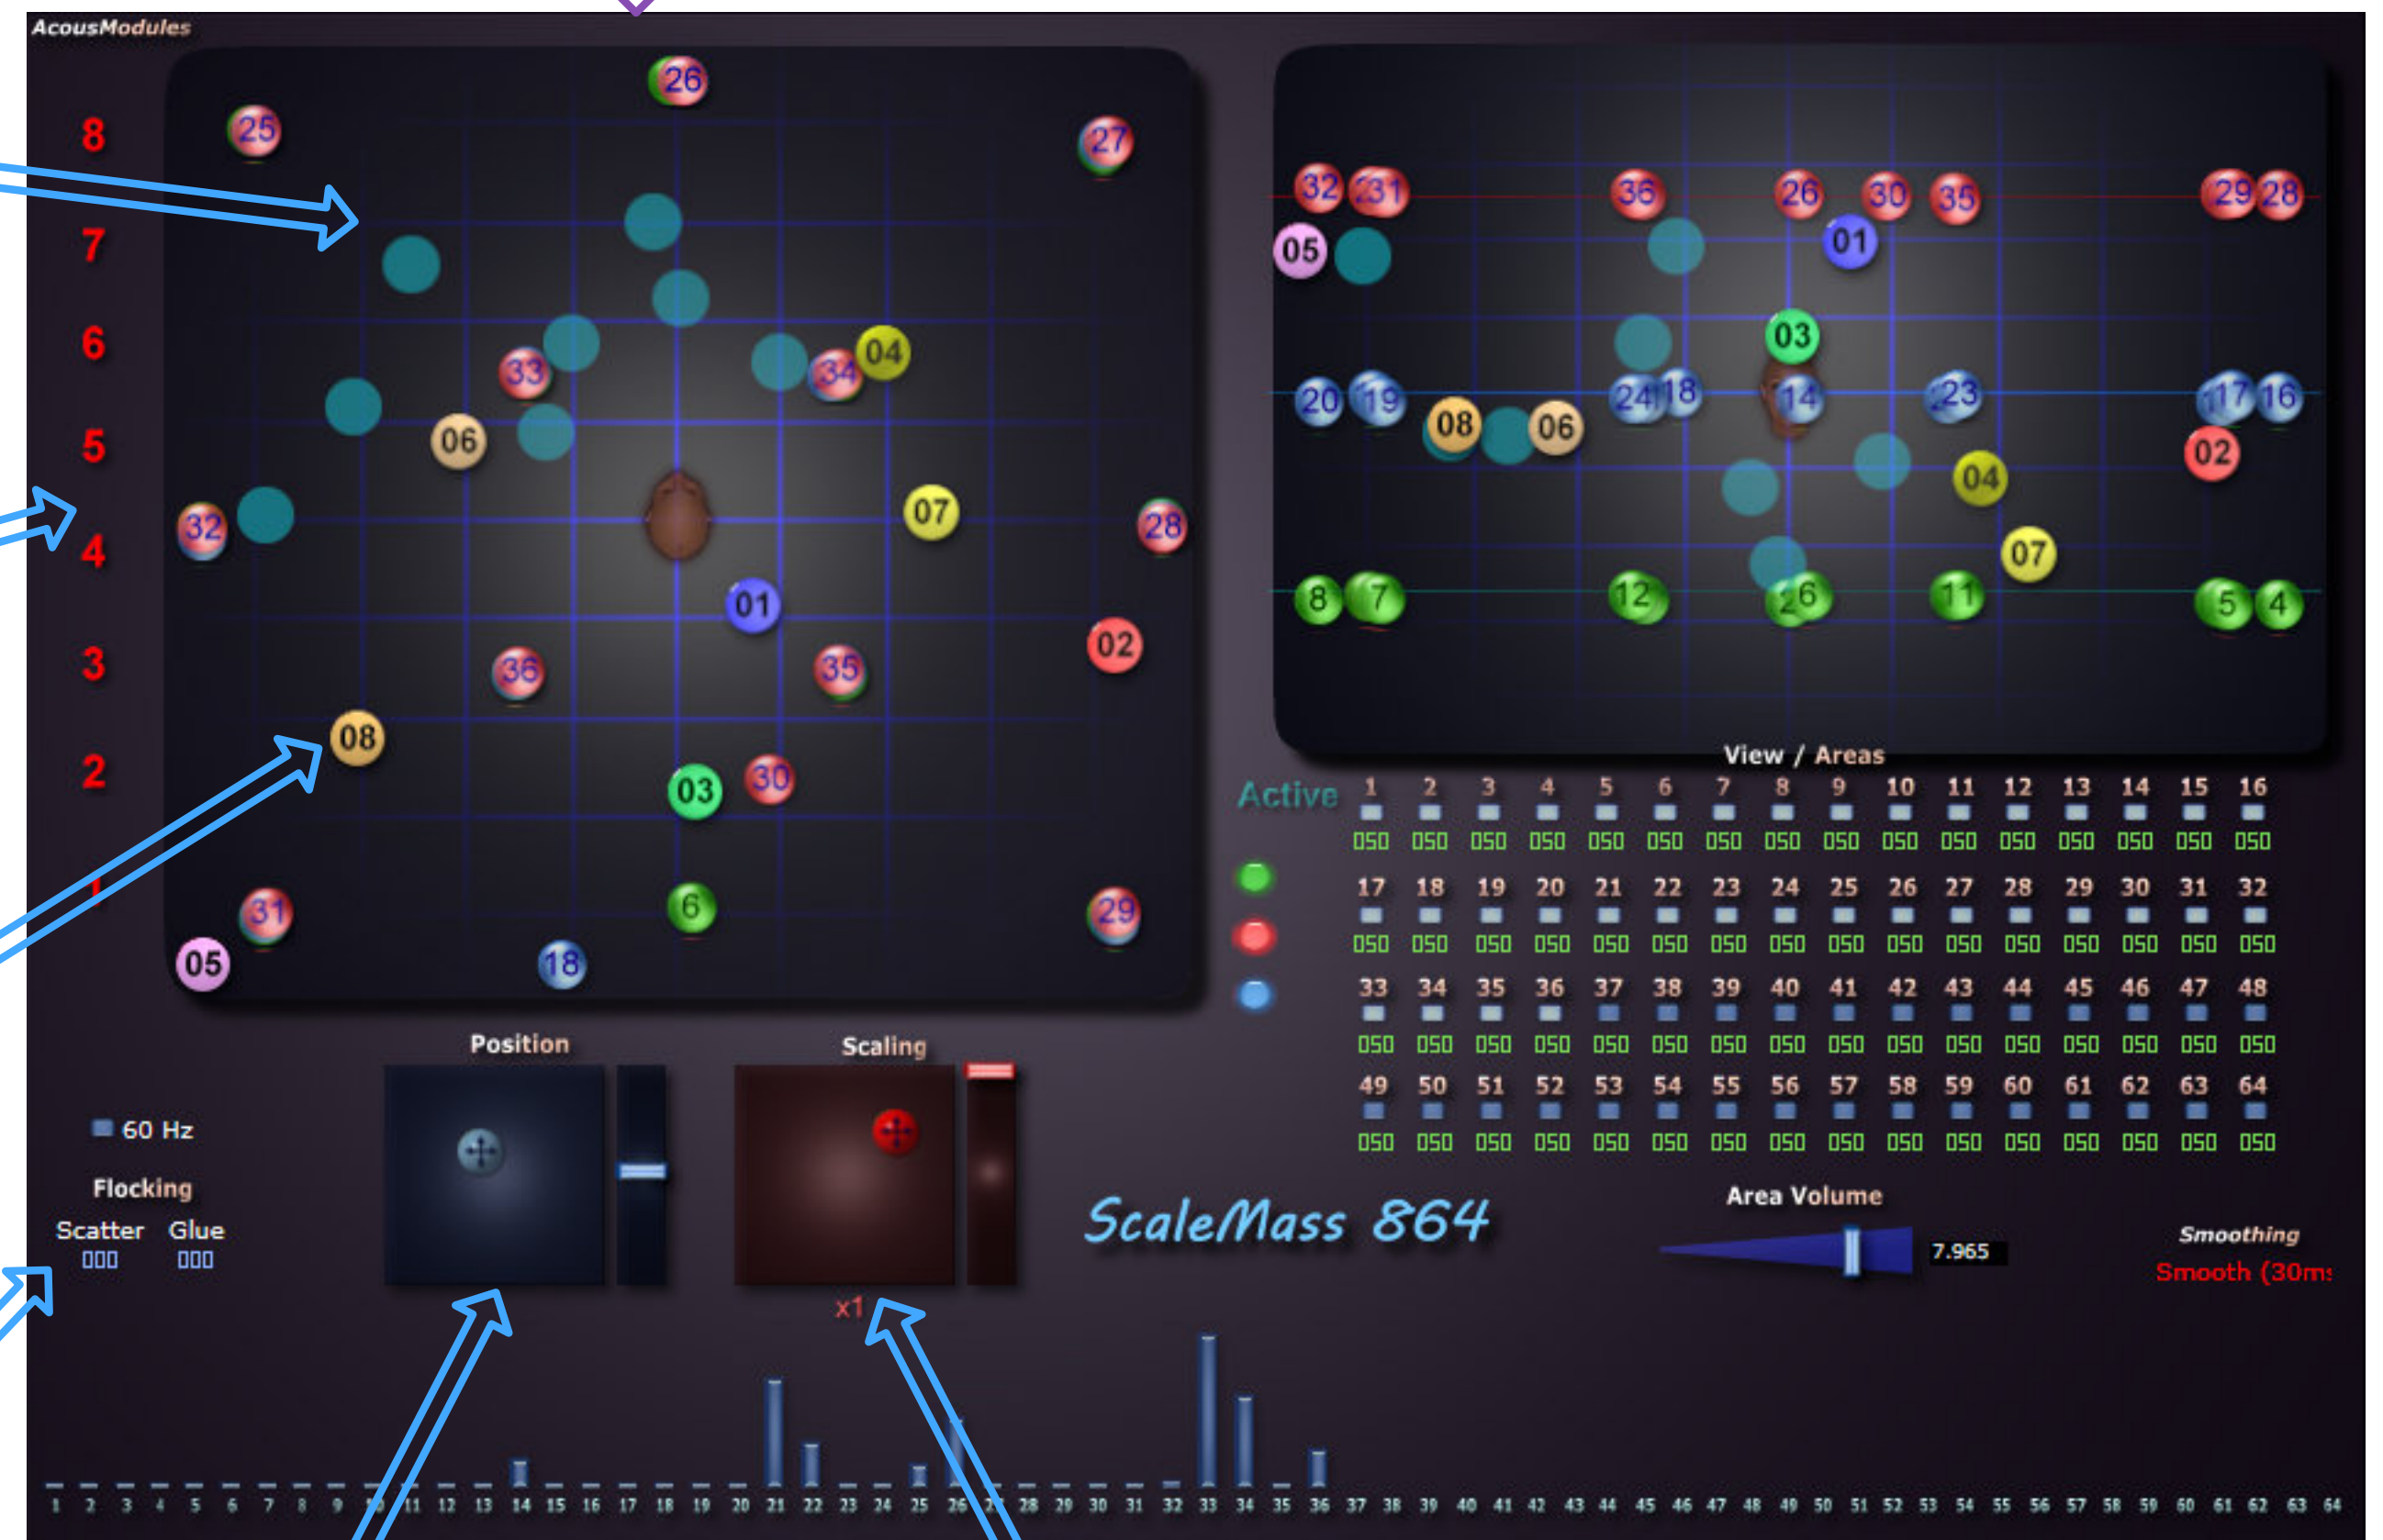 AcousModules
8
7
6
5
4
3
2
1
26
25
27
33
34
04
06
07
32
28
01
02
36
35
08
03
30
31
6
29
05
18
32 31 36 26 30 35 29 28
05 01
03
20 19 24 18 14 23 17 16
08 06 02
04
07
8 7 12 6 11 5 4
View / Areas
Active
1 2 3 4 5 6 7 8 9 10 11 12 13 14 15 16
050 050 050 050 050 050 050 050 050 050 050 050 050 050 050 050
17 18 19 20 21 22 23 24 25 26 27 28 29 30 31 32
050 050 050 050 050 050 050 050 050 050 050 050 050 050 050 050
33 34 35 36 37 38 39 40 41 42 43 44 45 46 47 48
050 050 050 050 050 050 050 050 050 050 050 050 050 050 050 050
49 50 51 52 53 54 55 56 57 58 59 60 61 62 63 64
050 050 050 050 050 050 050 050 050 050 050 050 050 050 050 050
Position
Scaling
60 Hz
Flocking
Scatter Glue
000 000
x1
ScaleMass 864
Area Volume
7.965
Smoothing
Smooth (30ms
1 2 3 4 5 6 7 8 9 10 11 12 13 14 15 16 17 18 19 20 21 22 23 24 25 26 27 28 29 30 31 32 33 34 35 36 37 38 39 40 41 42 43 44 45 46 47 48 49 50 51 52 53 54 55 56 57 58 59 60 61 62 63 64